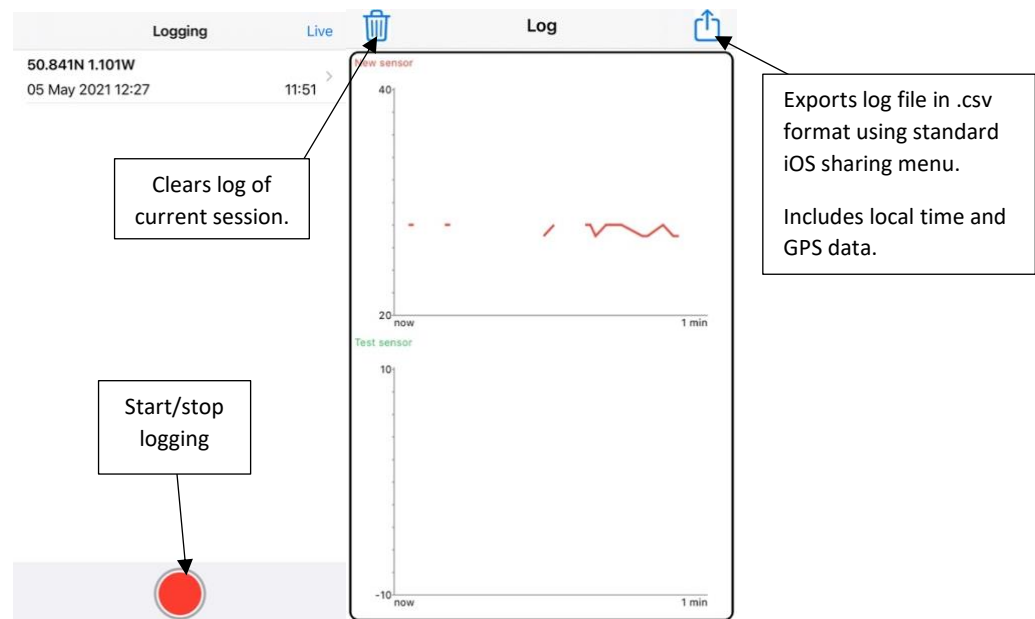 Logging
Live
50.841N 1.101W
05 May 2021 12:27
11:51
Clears log of
current session.
Start/stop
logging
Log
New sensor
40
20
now
1 min
Test sensor
10
-10
now
1 min
Exports log file in .csv
format using standard
iOS sharing menu.
Includes local time and
GPS data.